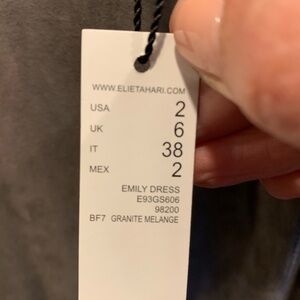 WWW.ELIETAHARI.COM
USA 2
UK 6
IT 38
MEX 2
EMILY DRESS
E93GS606
98200
BF7 GRANITE MELANGE